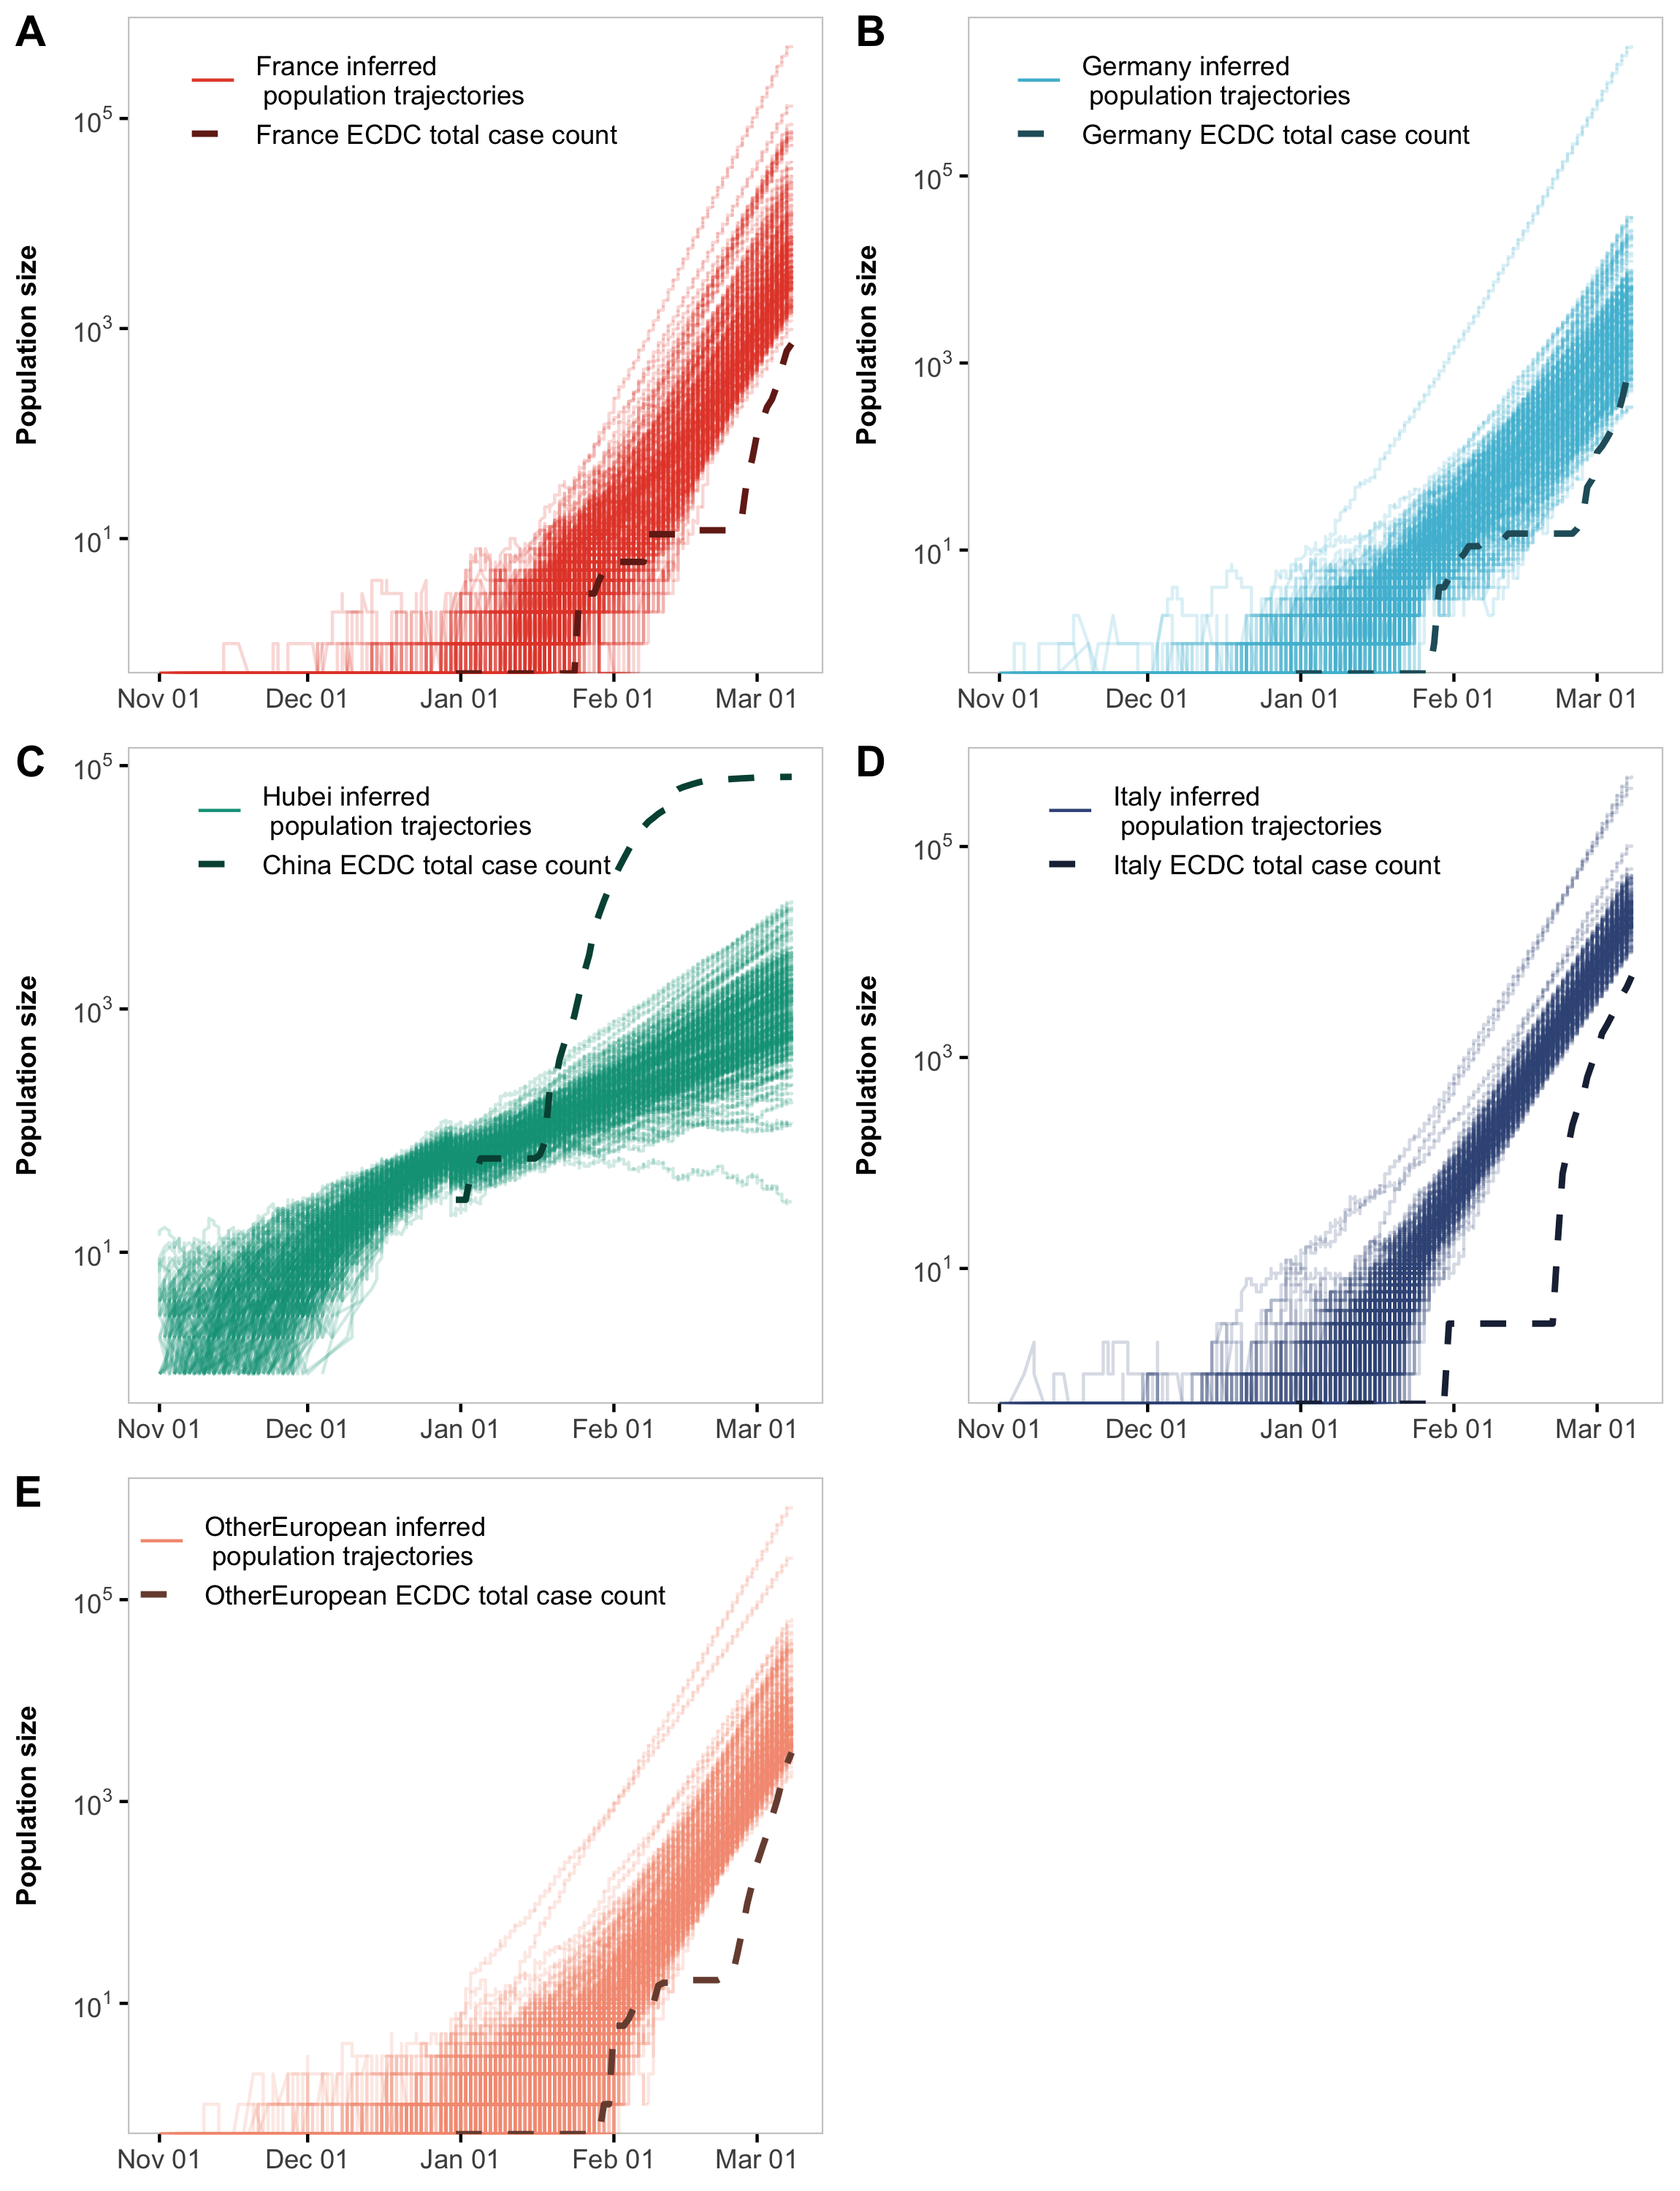 A
France inferred
population trajectories
France ECDC total case count
Population size
10^5
10^3
10^1
Nov 01 Dec 01 Jan 01 Feb 01 Mar 01
B
Germany inferred
population trajectories
Germany ECDC total case count
Population size
10^5
10^3
10^1
Nov 01 Dec 01 Jan 01 Feb 01 Mar 01
C
Hubei inferred
population trajectories
China ECDC total case count
Population size
10^5
10^3
10^1
Nov 01 Dec 01 Jan 01 Feb 01 Mar 01
D
Italy inferred
population trajectories
Italy ECDC total case count
Population size
10^5
10^3
10^1
Nov 01 Dec 01 Jan 01 Feb 01 Mar 01
E
OtherEuropean inferred
population trajectories
OtherEuropean ECDC total case count
Population size
10^5
10^3
10^1
Nov 01 Dec 01 Jan 01 Feb 01 Mar 01